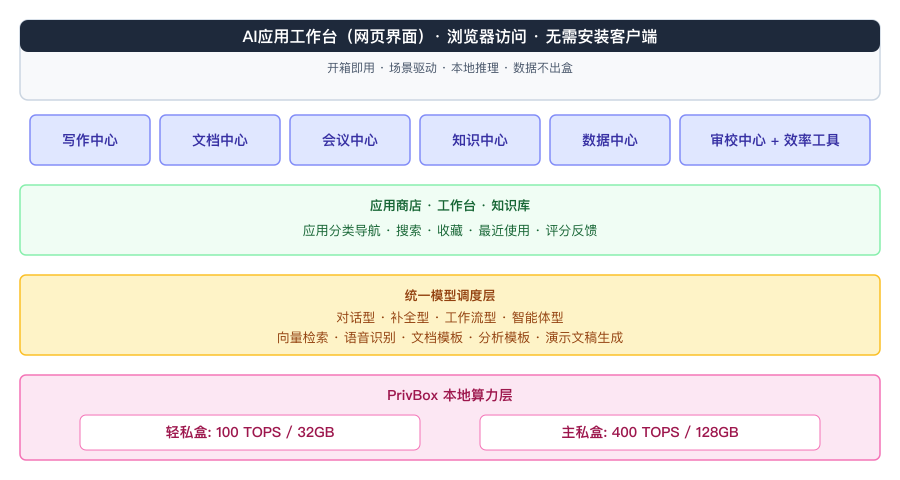 AI应用工作台（网页界面）· 浏览器访问 · 无需安装客户端
开箱即用 · 场景驱动 · 本地推理 · 数据不出盒
写作中心
文档中心
会议中心
知识中心
数据中心
审校中心 + 效率工具
应用商店 · 工作台 · 知识库
应用分类导航 · 搜索 · 收藏 · 最近使用 · 评分反馈
统一模型调度层
对话型 · 补全型 · 工作流型 · 智能体型
向量检索 · 语音识别 · 文档模板 · 分析模板 · 演示文稿生成
PrivBox 本地算力层
轻私盒: 100 TOPS / 32GB
主私盒: 400 TOPS / 128GB